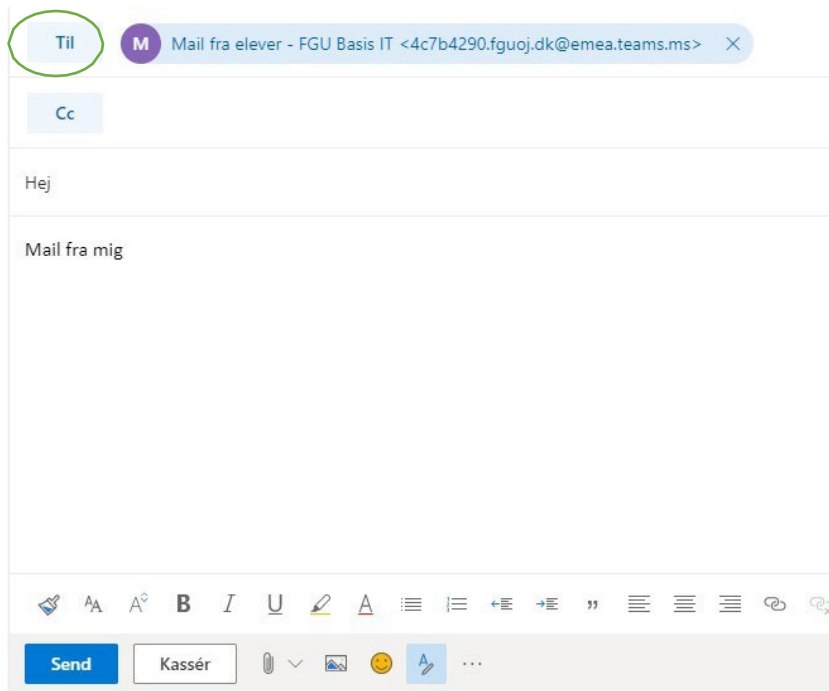 Til M Mail fra elever - FGU Basis IT <4c7b4290.fguoj.dk@emea.teams.ms>
Cc
Hej
Mail fra mig
Send Kassér